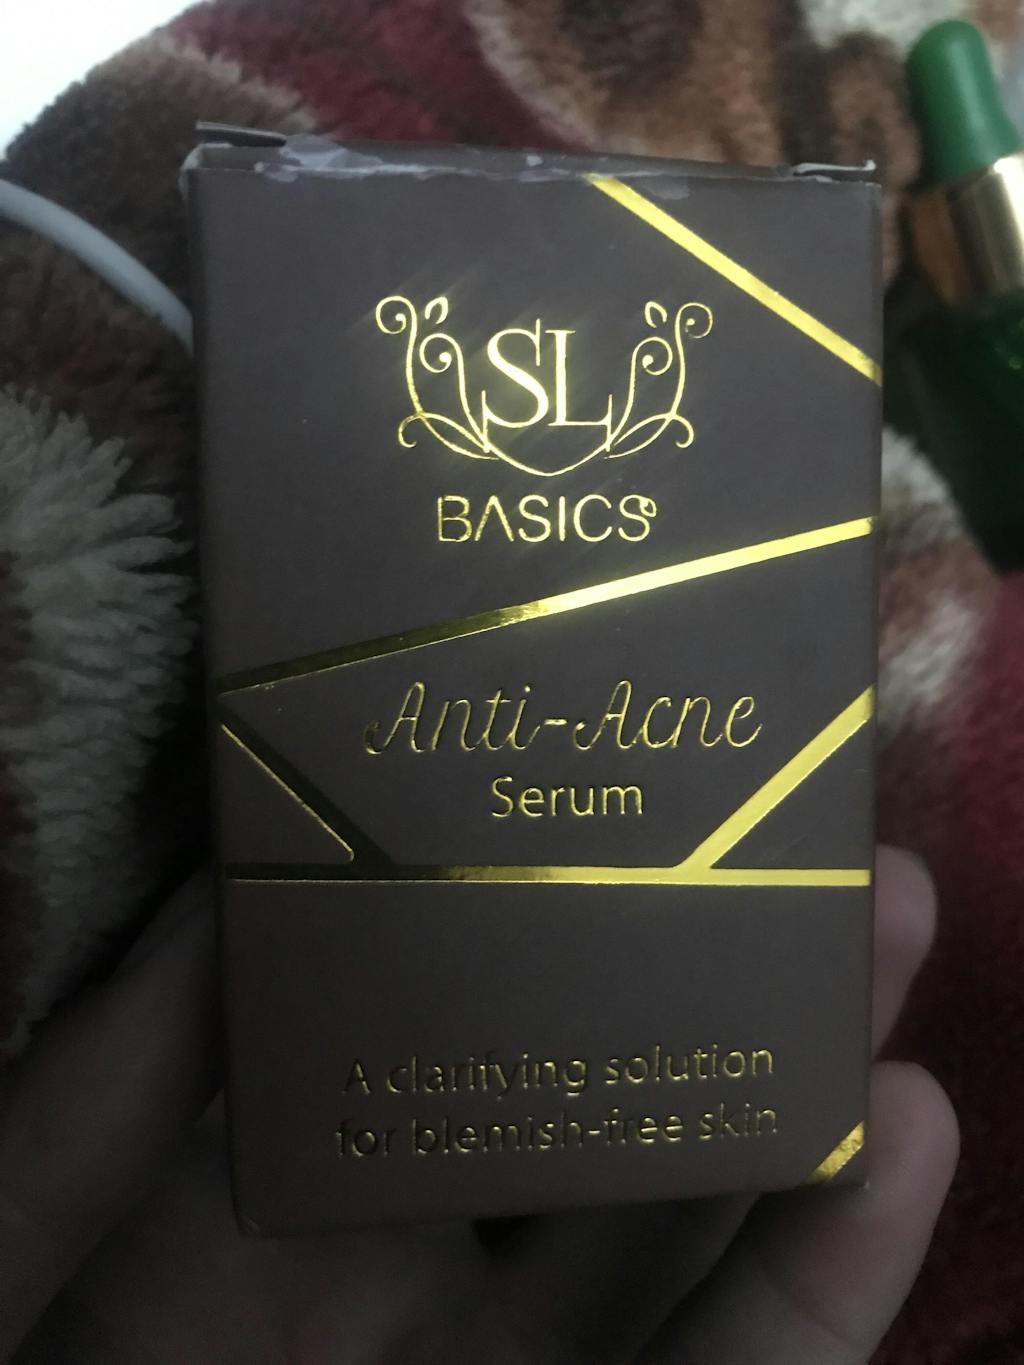 SL
BASICS
Anti-Acne
Serum
A clarifying solution
for blemish-free skin